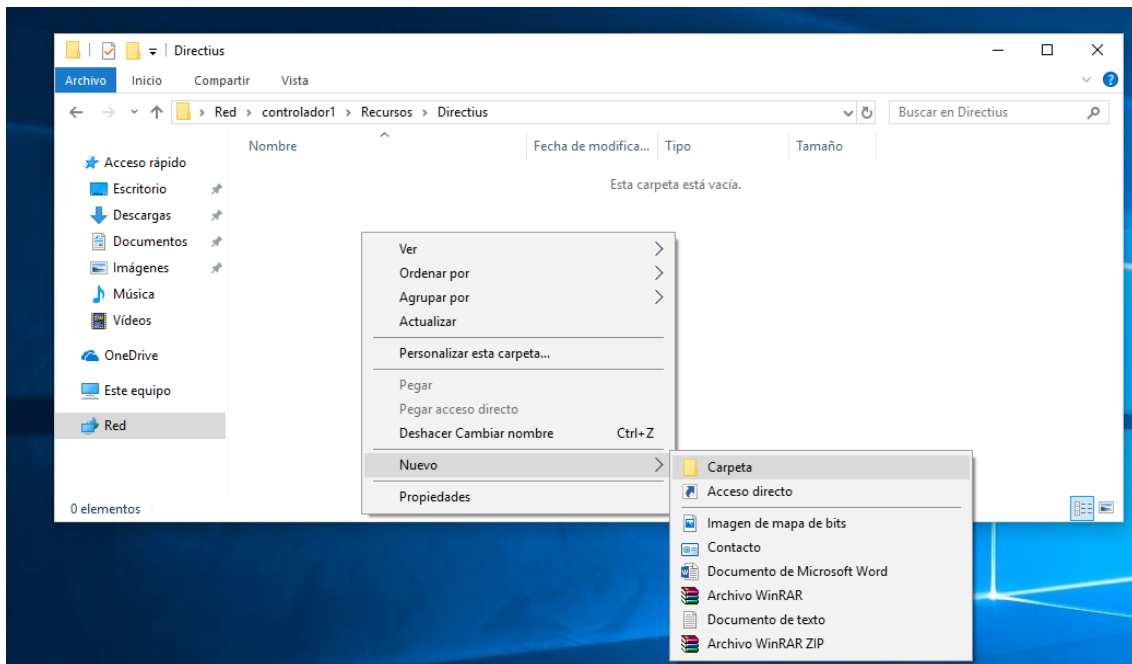 Directius
Archivo Inicio Compartir Vista
Red > controlador1 > Recursos > Directius
Buscar en Directius
Nombre Fecha de modifica... Tipo Tamaño
Esta carpeta está vacía.
Acceso rápido
Escritorio
Descargas
Documentos
Imágenes
Música
Vídeos
OneDrive
Este equipo
Red
0 elementos
Ver
Ordenar por
Agrupar por
Actualizar
Personalizar esta carpeta...
Pegar
Pegar acceso directo
Deshacer Cambiar nombre Ctrl+Z
Nuevo
Propiedades
Carpeta
Acceso directo
Imagen de mapa de bits
Contacto
Documento de Microsoft Word
Archivo WinRAR
Documento de texto
Archivo WinRAR ZIP